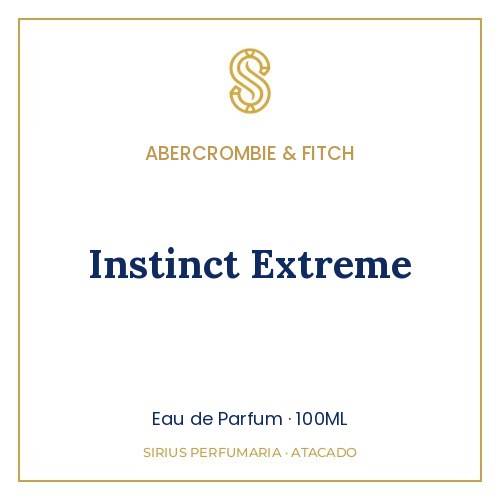 ABERCROMBIE & FITCH
Instinct Extreme
Eau de Parfum · 100ML
SIRIUS PERFUMARIA · ATACADO